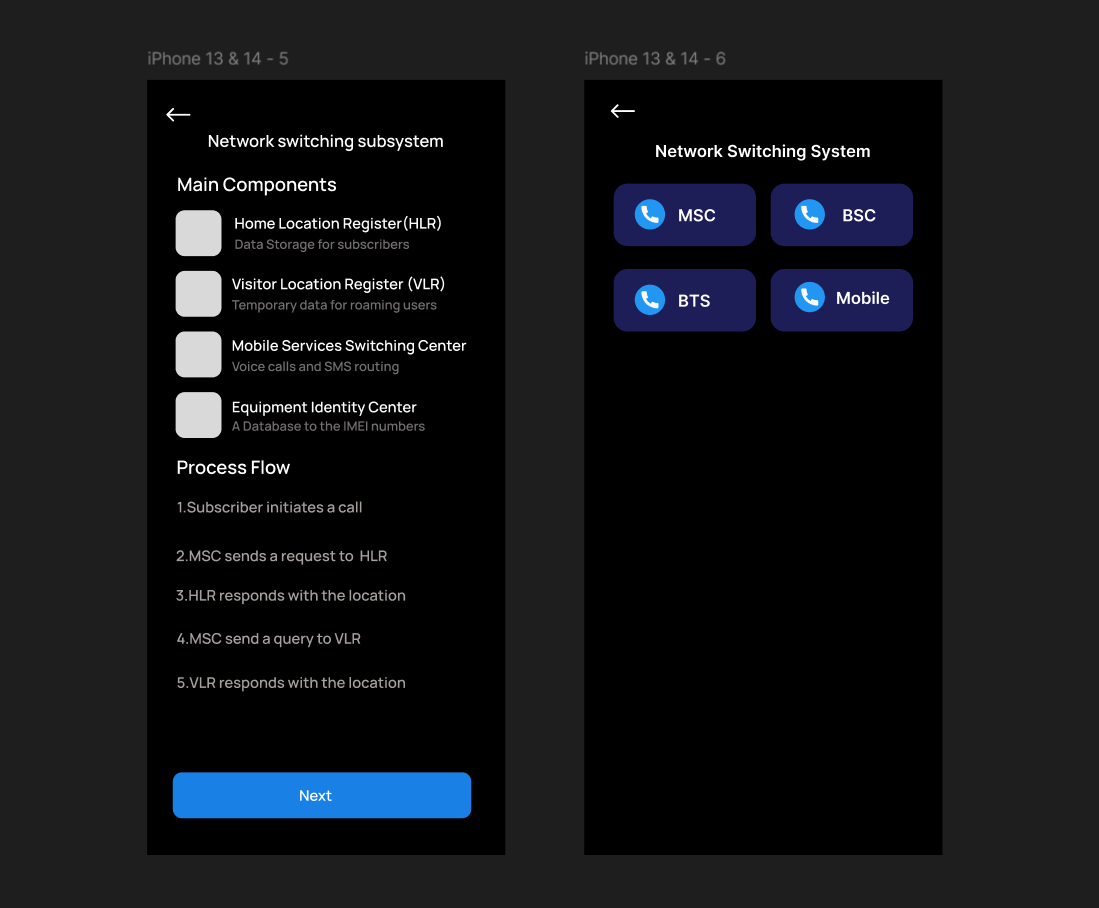 iPhone 13 & 14 - 5
Network switching subsystem
Main Components
Home Location Register(HLR)
Data Storage for subscribers
Visitor Location Register (VLR)
Temporary data for roaming users
Mobile Services Switching Center
Voice calls and SMS routing
Equipment Identity Center
A Database to the IMEI numbers
Process Flow
1.Subscriber initiates a call
2.MSC sends a request to  HLR
3.HLR responds with the location
4.MSC send a query to VLR
5.VLR responds with the location
Next
iPhone 13 & 14 - 6
Network Switching System
MSC
BSC
BTS
Mobile